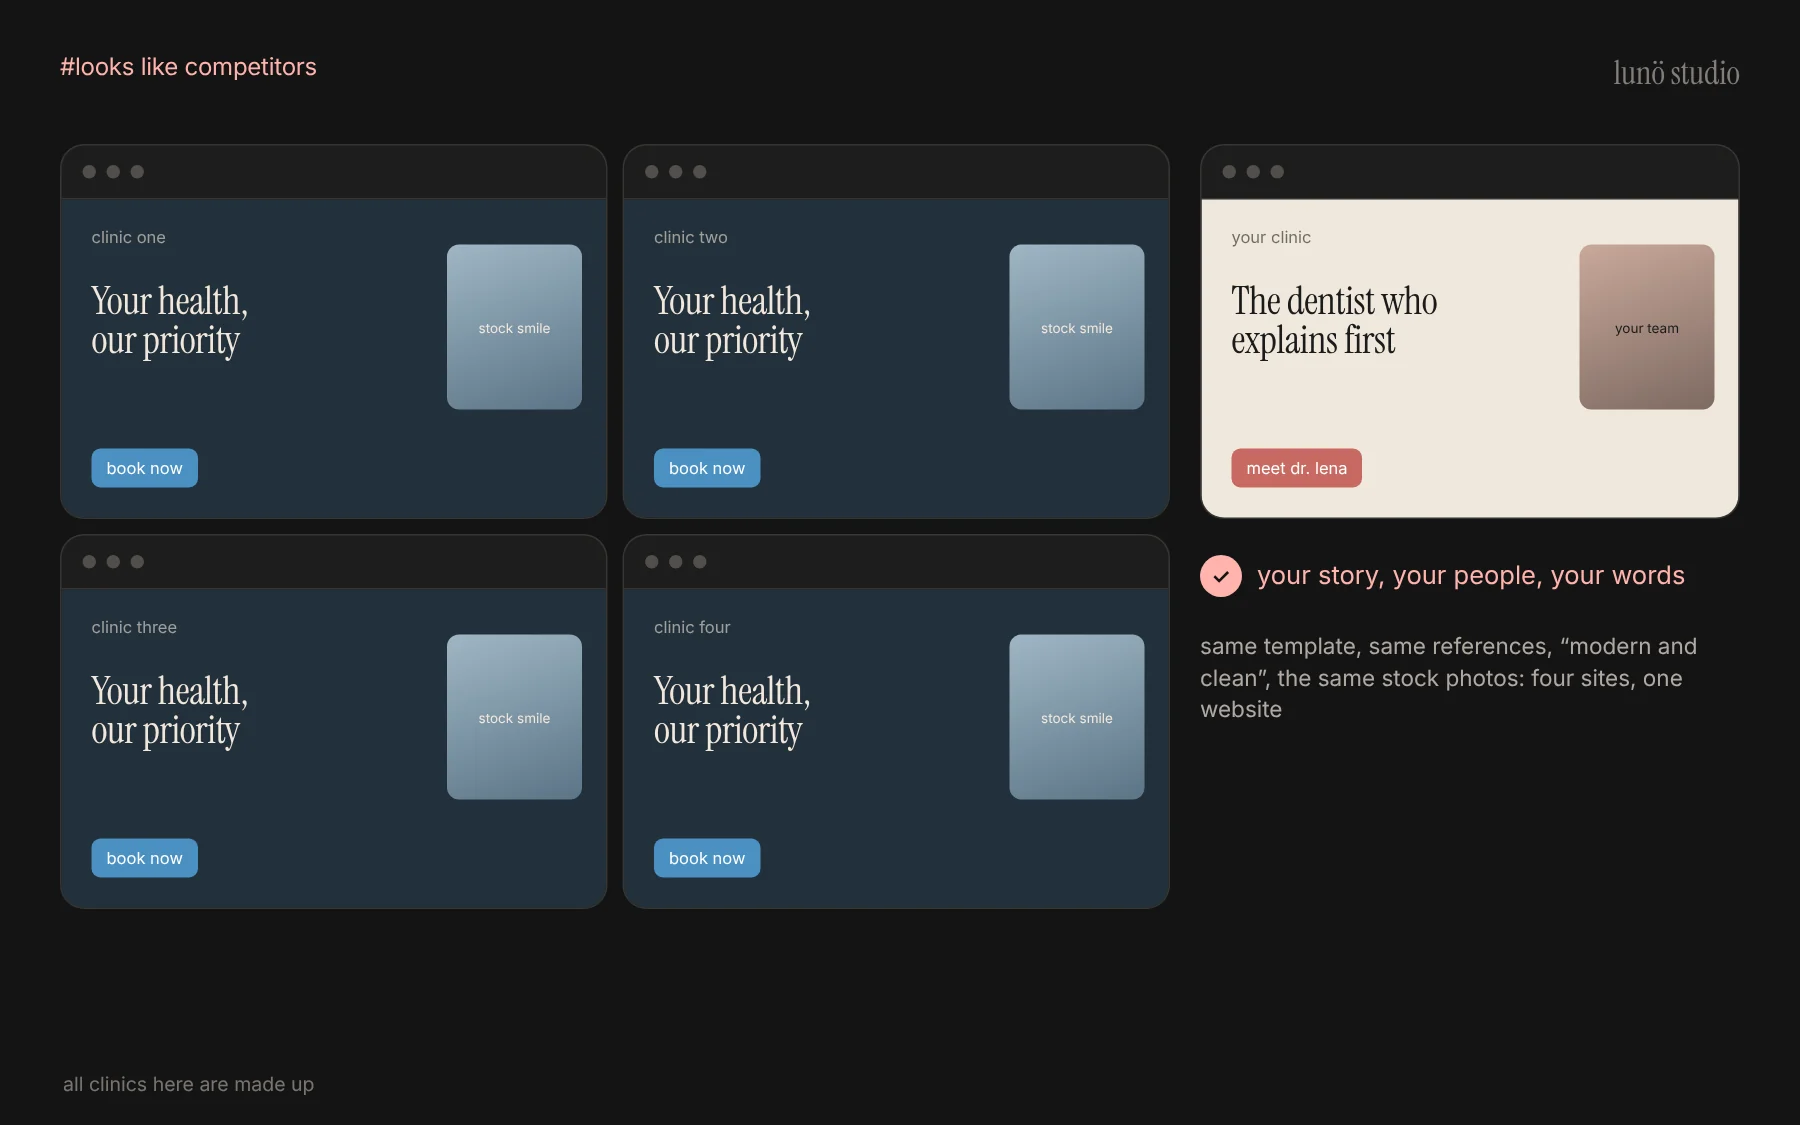 #looks like competitors
lunö studio
clinic one
Your health,
our priority
stock smile
book now
clinic two
Your health,
our priority
stock smile
book now
your clinic
The dentist who
explains first
your team
meet dr. lena
clinic three
Your health,
our priority
stock smile
book now
clinic four
Your health,
our priority
stock smile
book now
your story, your people, your words
same template, same references, “modern and
clean”, the same stock photos: four sites, one
website
all clinics here are made up